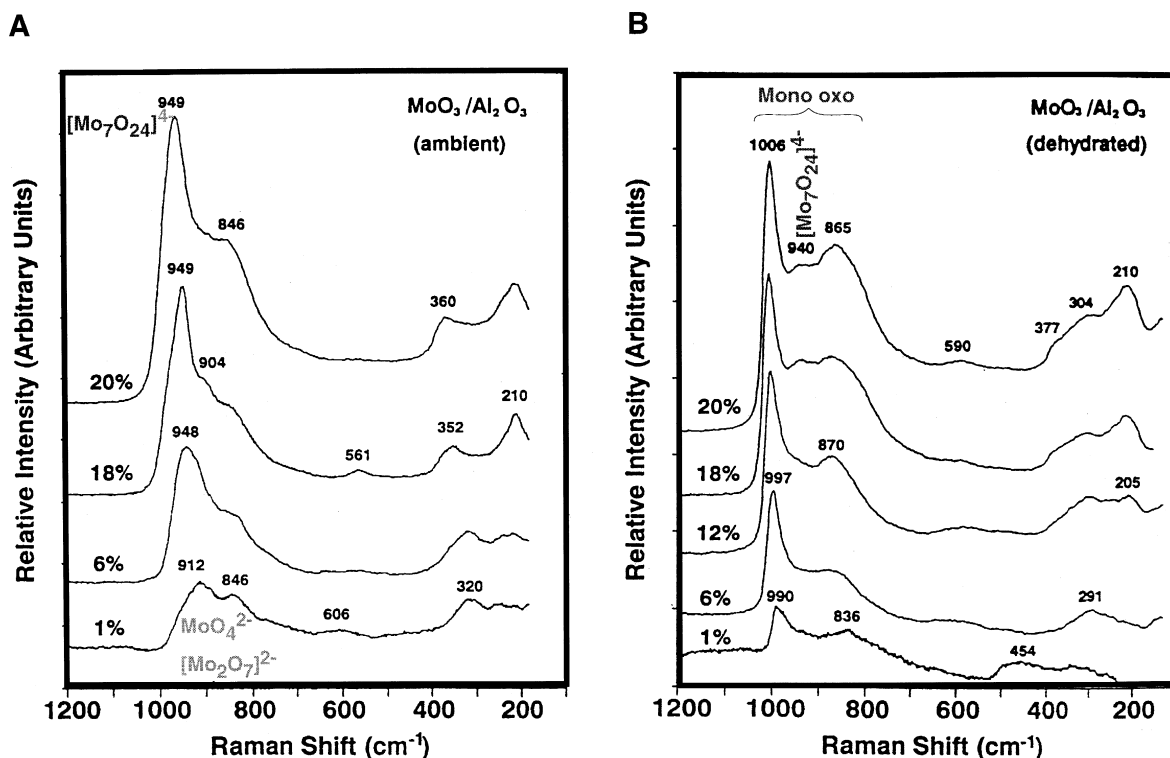 A
949
[Mo7O24]4-
MoO3 /Al2 O3
(ambient)
846
949
360
20%
904
210
352
948
561
18%
912
846
320
6%
606
1%
MoO42-
[Mo2O7]2-
1200 1000 800 600 400 200
Raman Shift (cm-1)
Relative Intensity (Arbitrary Units)
B
Mono oxo
MoO3 /Al2 O3
(dehydrated)
1006
[Mo7O24]4-
940
865
210
304
377
590
20%
870
18%
997
205
12%
990
291
6%
836
1%
454
1200 1000 800 600 400 200
Raman Shift (cm-1)
Relative Intensity (Arbitrary Units)